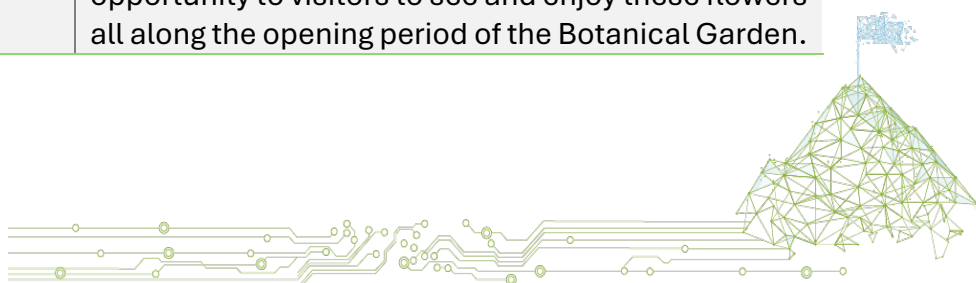 opportunity to visitors to see and enjoy these flowers
all along the opening period of the Botanical Garden.